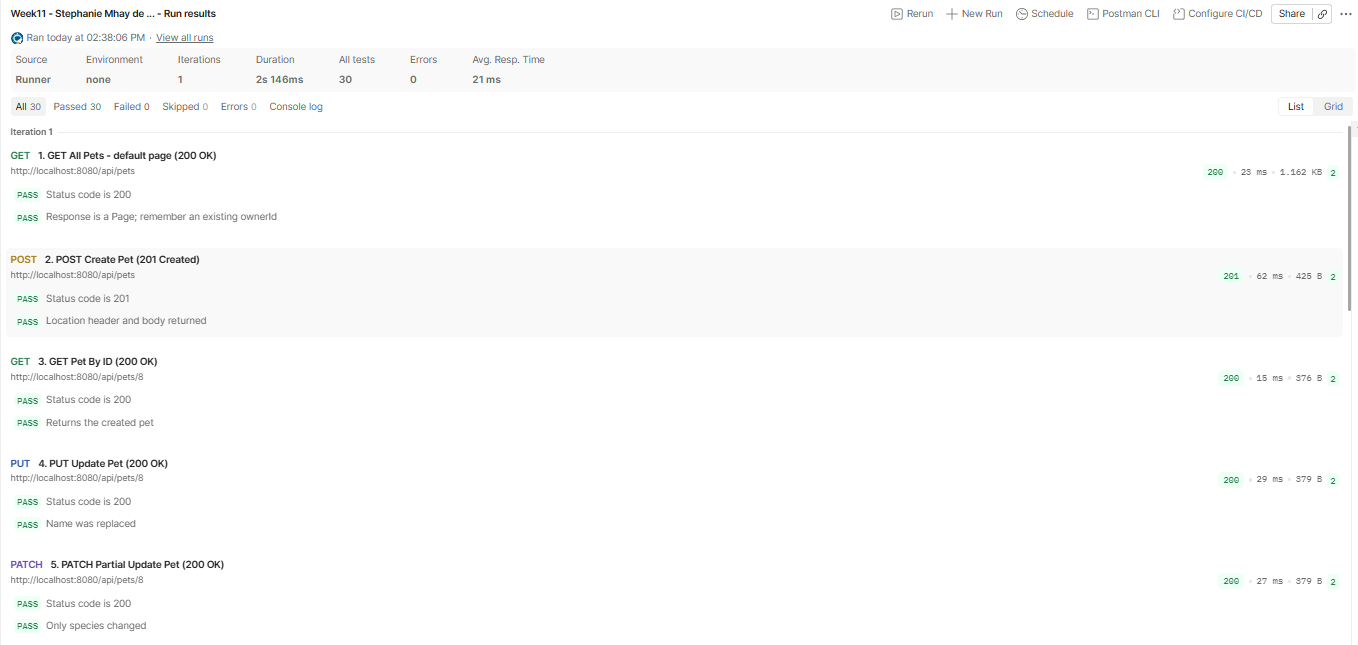 Week11 - Stephanie Mhay de ... - Run results
Rerun New Run Schedule Postman CLI Configure CI/CD Share
Ran today at 02:38:06 PM · View all runs
Source Environment Iterations Duration All tests Errors Avg. Resp. Time
Runner none 1 2s 146ms 30 0 21 ms
All 30 Passed 30 Failed 0 Skipped 0 Errors 0 Console log List Grid
Iteration 1
GET 1. GET All Pets - default page (200 OK)
http://localhost:8080/api/pets
200 • 23 ms • 1.162 KB 2
PASS Status code is 200
PASS Response is a Page; remember an existing ownerId
POST 2. POST Create Pet (201 Created)
http://localhost:8080/api/pets
201 • 62 ms • 425 B 2
PASS Status code is 201
PASS Location header and body returned
GET 3. GET Pet By ID (200 OK)
http://localhost:8080/api/pets/8
200 • 15 ms • 376 B 2
PASS Status code is 200
PASS Returns the created pet
PUT 4. PUT Update Pet (200 OK)
http://localhost:8080/api/pets/8
200 • 29 ms • 379 B 2
PASS Status code is 200
PASS Name was replaced
PATCH 5. PATCH Partial Update Pet (200 OK)
http://localhost:8080/api/pets/8
200 • 27 ms • 379 B 2
PASS Status code is 200
PASS Only species changed